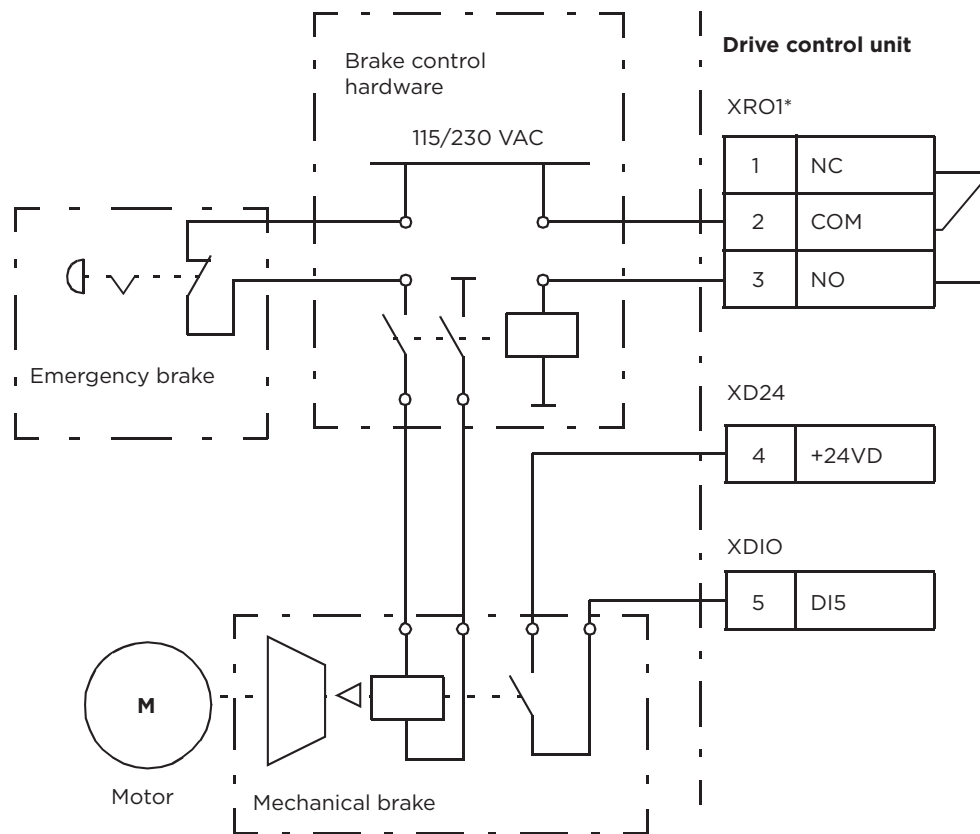 Drive control unit
Brake control
hardware
XRO1*
115/230 VAC
1 NC
2 COM
3 NO
Emergency brake
XD24
4 +24VD
XDIO
5 DI5
M
Motor
Mechanical brake